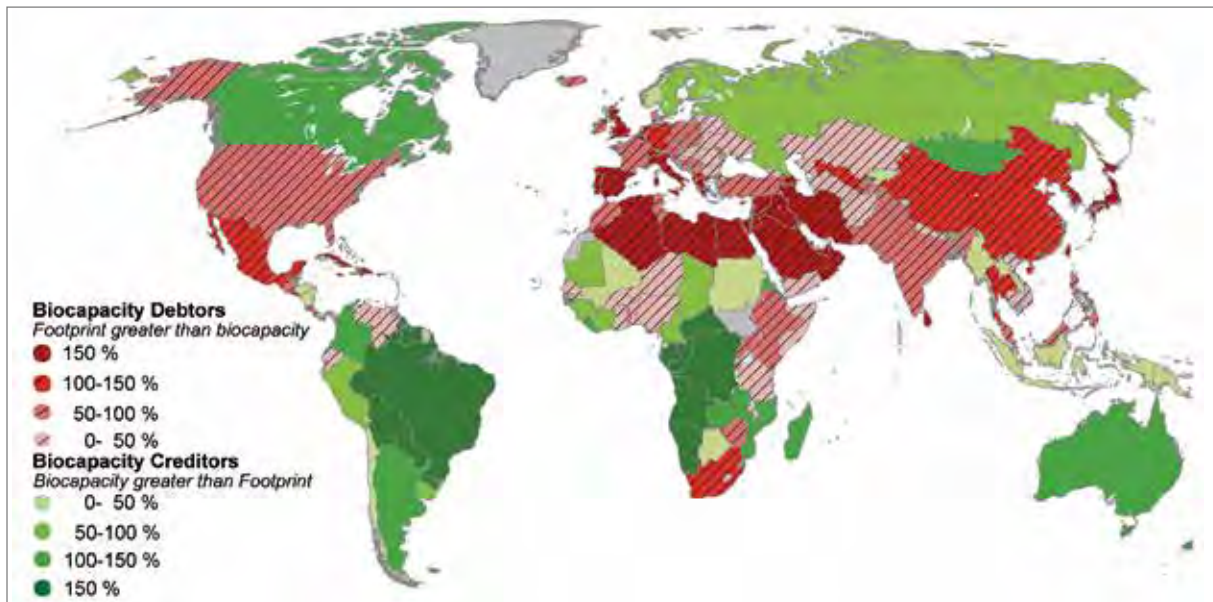 Biocapacity Debtors
Footprint greater than biocapacity
150 %
100-150 %
50-100 %
0- 50 %
Biocapacity Creditors
Biocapacity greater than Footprint
0- 50 %
50-100 %
100-150 %
150 %